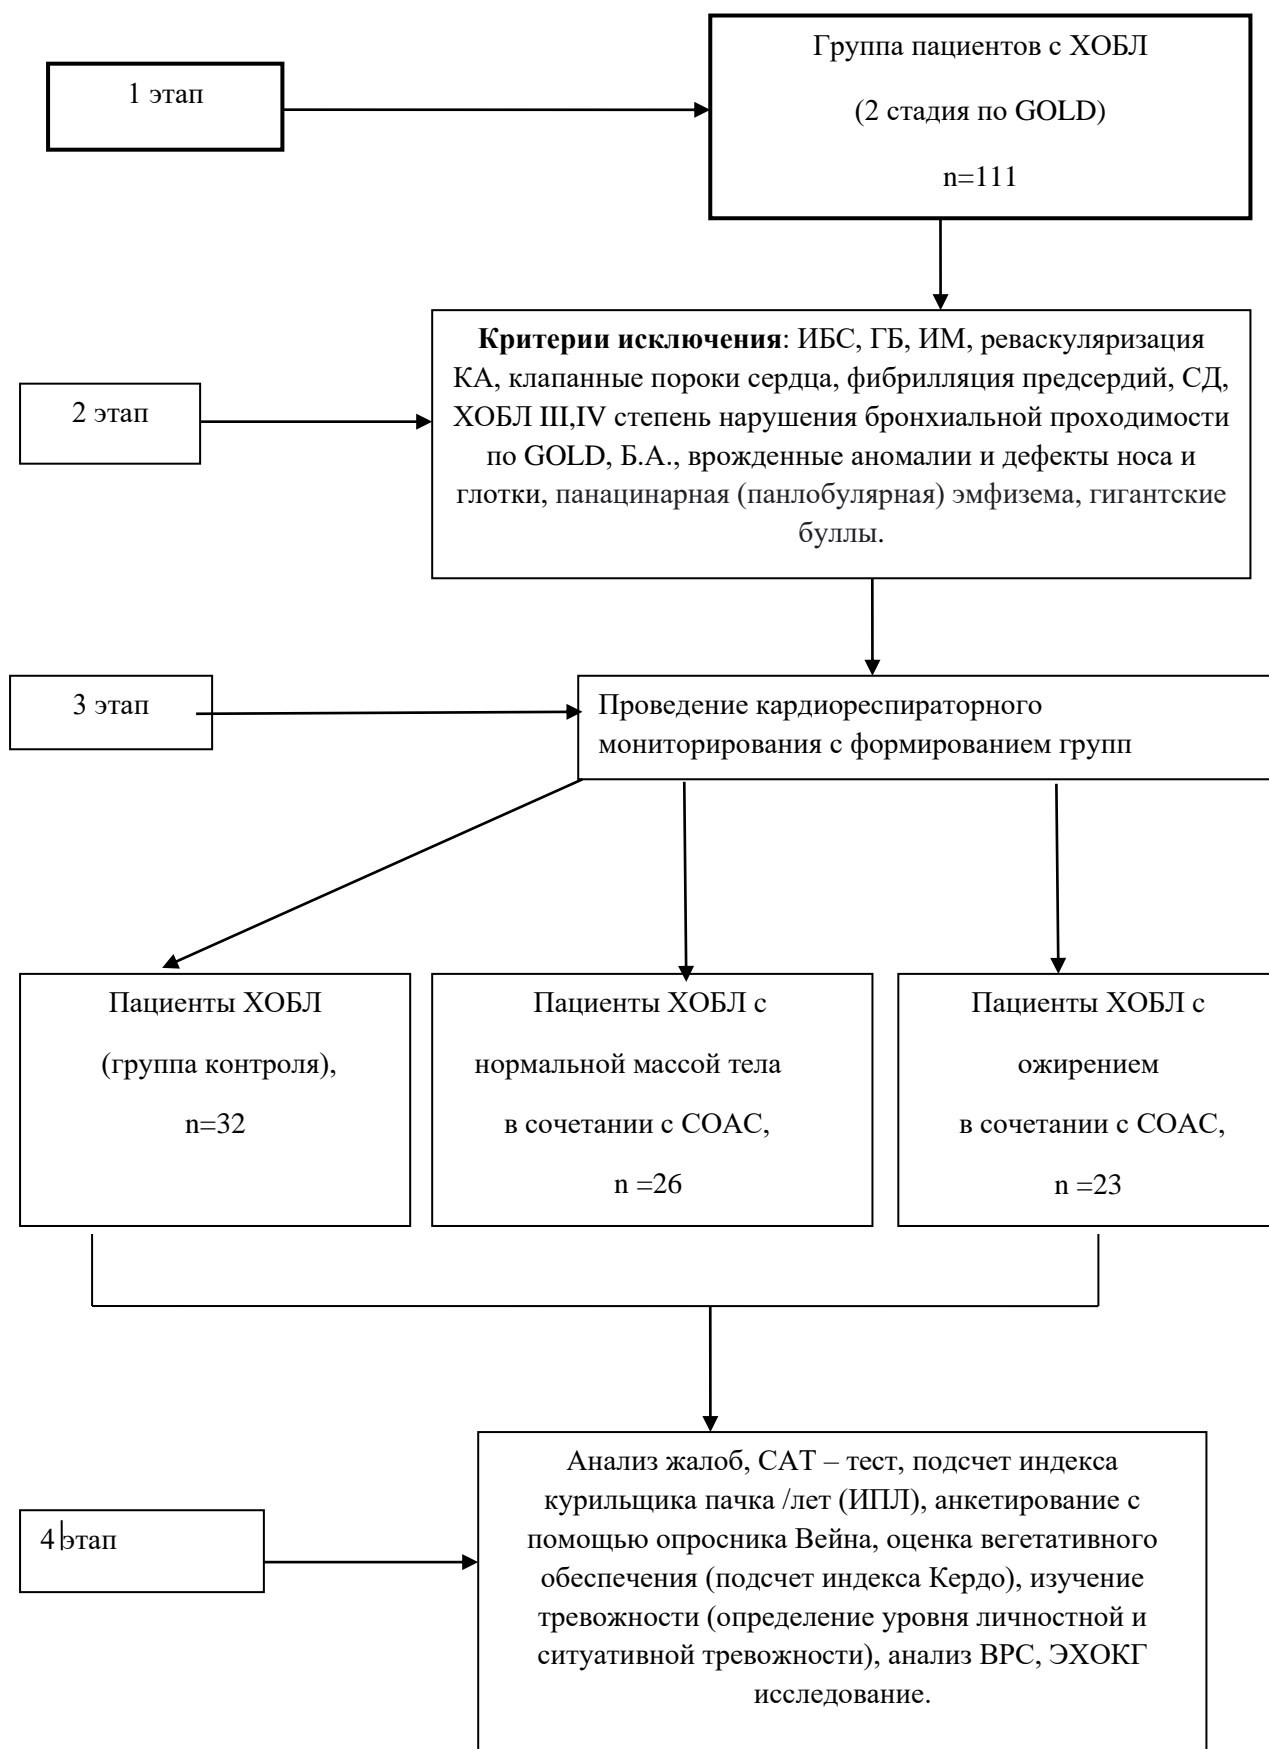 Группа пациентов с ХОБЛ
1 этап
(2 стадия по GOLD)
n=111
Критерии исключения: ИБС, ГБ, ИМ, реваскуляризация
КА, клапанные пороки сердца, фибрилляция предсердий, СД,
2 этап
ХОБЛ III,IV степень нарушения бронхиальной проходимости
по GOLD, Б.А., врожденные аномалии и дефекты носа и
глотки, панацинарная (панлобулярная) эмфизема, гигантские
буллы.
3 этап
Проведение кардиореспираторного
мониторирования с формированием групп
Пациенты ХОБЛ
(группа контроля),
n=32
Пациенты ХОБЛ с
нормальной массой тела
в сочетании с СОАС,
n =26
Пациенты ХОБЛ с
ожирением
в сочетании с СОАС,
n =23
4 этап
Анализ жалоб, САТ – тест, подсчет индекса
курильщика пачка /лет (ИПЛ), анкетирование с
помощью опросника Вейна, оценка вегетативного
обеспечения (подсчет индекса Кердо), изучение
тревожности (определение уровня личностной и
ситуативной тревожности), анализ ВРС, ЭХОКГ
исследование.